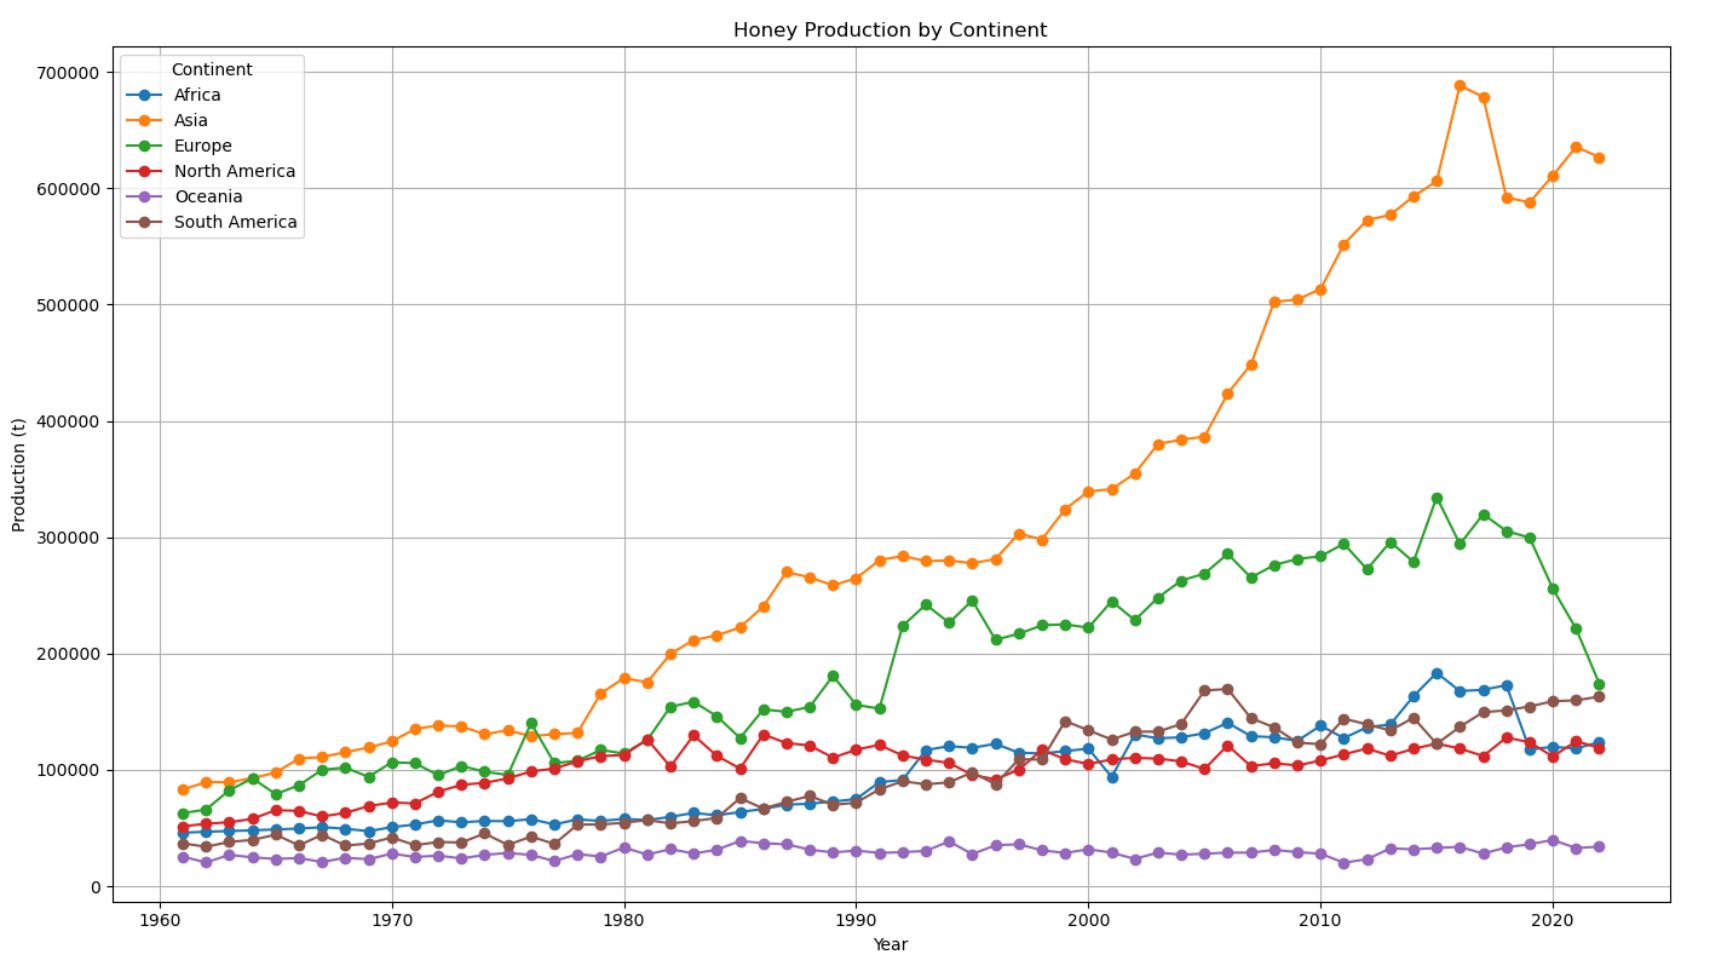 Honey Production by Continent
Continent
Africa
Asia
Europe
North America
Oceania
South America
Production (t)
700000
600000
500000
400000
300000
200000
100000
0
1960 1970 1980 1990 2000 2010 2020
Year